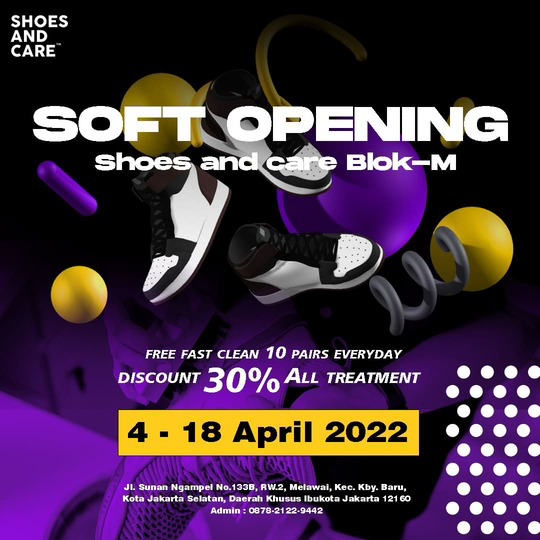 SHOES
AND
CARE™
SOFT OPENING
Shoes and care Blok-M
FREE FAST CLEAN 10 PAIRS EVERYDAY
DISCOUNT 30% ALL TREATMENT
4 - 18 April 2022
Jl. Sunan Ngampel No.133B, RW.2, Melawai, Kec. Kby. Baru,
Kota Jakarta Selatan, Daerah Khusus Ibukota Jakarta 12160
Admin : 0878-2122-9442